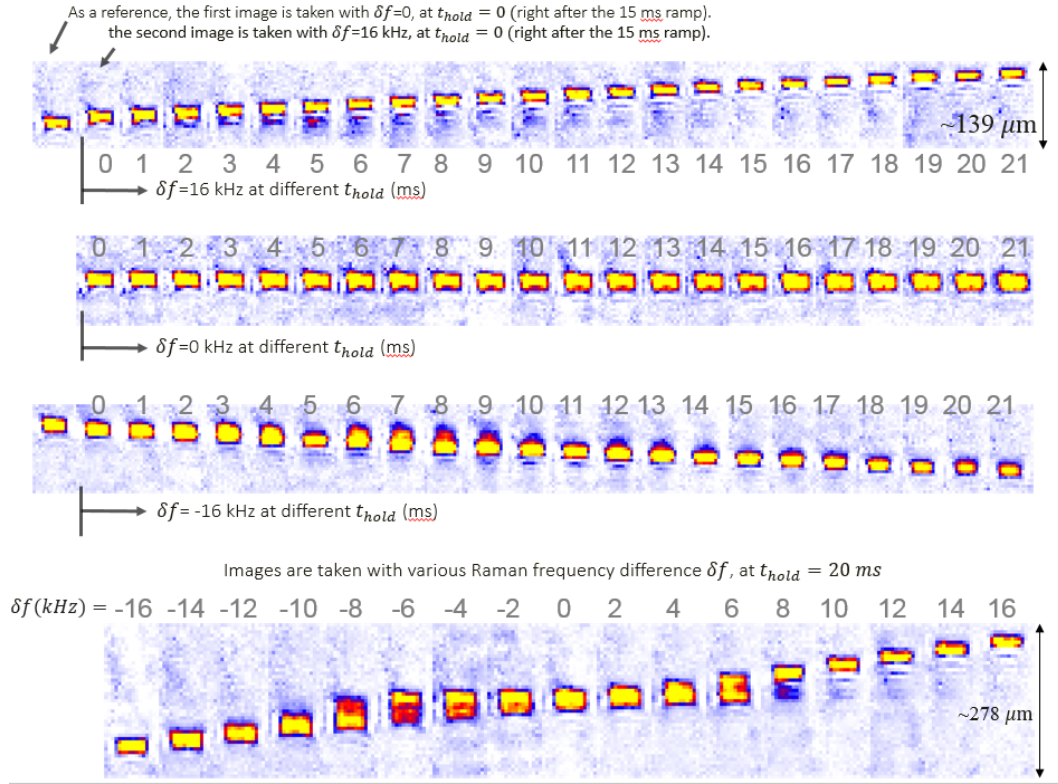 As a reference, the first image is taken with δf=0, at t_hold = 0 (right after the 15 ms ramp).
the second image is taken with δf=16 kHz, at t_hold = 0 (right after the 15 ms ramp).
~139 μm
0 1 2 3 4 5 6 7 8 9 10 11 12 13 14 15 16 17 18 19 20 21
δf=16 kHz at different t_hold (ms)
0 1 2 3 4 5 6 7 8 9 10 11 12 13 14 15 16 17 18 19 20 21
δf=0 kHz at different t_hold (ms)
0 1 2 3 4 5 6 7 8 9 10 11 12 13 14 15 16 17 18 19 20 21
δf= -16 kHz at different t_hold (ms)
Images are taken with various Raman frequency difference δf, at t_hold = 20 ms
δf(kHz) = -16 -14 -12 -10 -8 -6 -4 -2 0 2 4 6 8 10 12 14 16
~278 μm